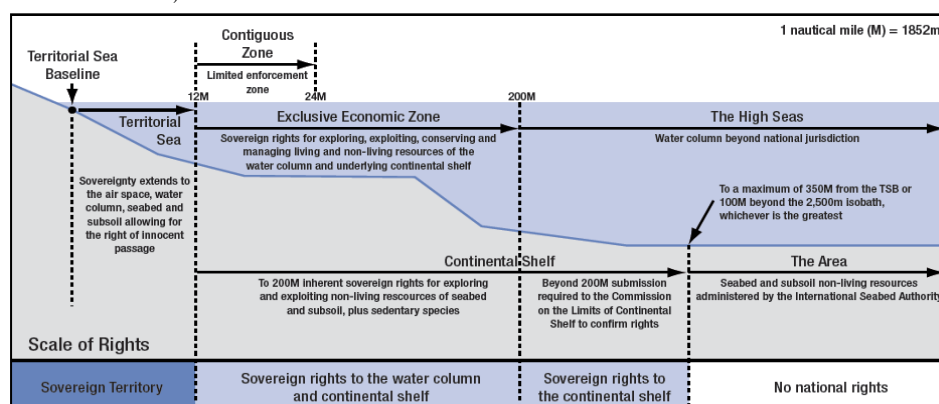 1 nautical mile (M) = 1852m
Contiguous
Zone
Limited enforcement
zone
Territorial Sea
Baseline
12M
24M
200M
Territorial
Sea
Exclusive Economic Zone
Sovereign rights for exploring, exploiting, conserving and
managing living and non-living resources of the
water column and underlying continental shelf
The High Seas
Water column beyond national jurisdiction
Sovereignty extends to
the air space, water
column, seabed and
subsoil allowing for
the right of innocent
passage
To a maximum of 350M from the TSB or
100M beyond the 2,500m isobath,
whichever is the greatest
Continental Shelf
To 200M inherent sovereign rights for exploring
and exploiting non-living rescources of seabed
and subsoil, plus sedentary species
Beyond 200M submission
required to the Commission
on the Limits of Continental
Shelf to confirm rights
The Area
Seabed and subsoil non-living resources
administered by the International Seabed Authority
Scale of Rights
Sovereign Territory
Sovereign rights to the water column
and continental shelf
Sovereign rights to
the continental shelf
No national rights